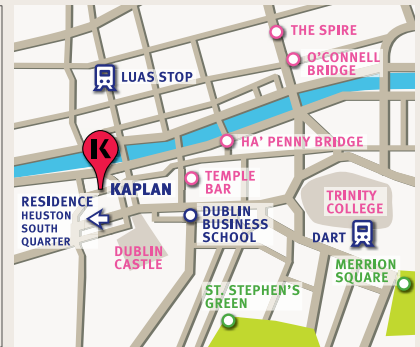 THE SPIRE
O'CONNELL
BRIDGE
LUAS STOP
K
HA' PENNY BRIDGE
KAPLAN
TEMPLE
BAR
RESIDENCE
HEUSTON
SOUTH
QUARTER
DUBLIN
BUSINESS
SCHOOL
TRINITY
COLLEGE
DART
DUBLIN
CASTLE
MERRION
SQUARE
ST. STEPHEN'S
GREEN